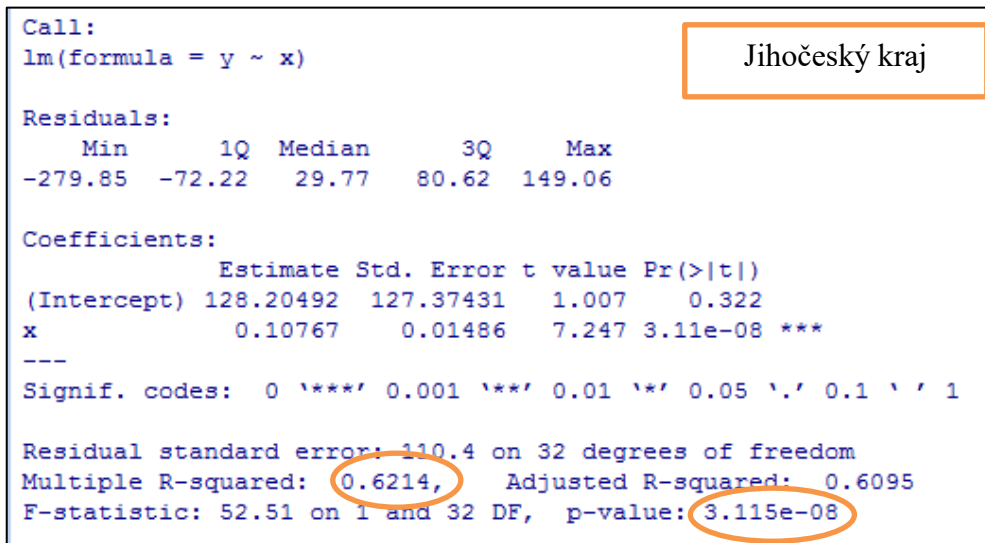 Call:
lm(formula = y ~ x)
Jihočeský kraj
Residuals:
    Min      1Q  Median      3Q     Max
-279.85  -72.22   29.77   80.62  149.06
Coefficients:
             Estimate Std. Error t value Pr(>|t|)
(Intercept) 128.20492  127.37431   1.007    0.322
x             0.10767    0.01486   7.247 3.11e-08 ***
---
Signif. codes:  0 ‘***’ 0.001 ‘**’ 0.01 ‘*’ 0.05 ‘.’ 0.1 ‘ ’ 1
Residual standard error: 110.4 on 32 degrees of freedom
Multiple R-squared:  0.6214,    Adjusted R-squared:  0.6095
F-statistic: 52.51 on 1 and 32 DF,  p-value: 3.115e-08